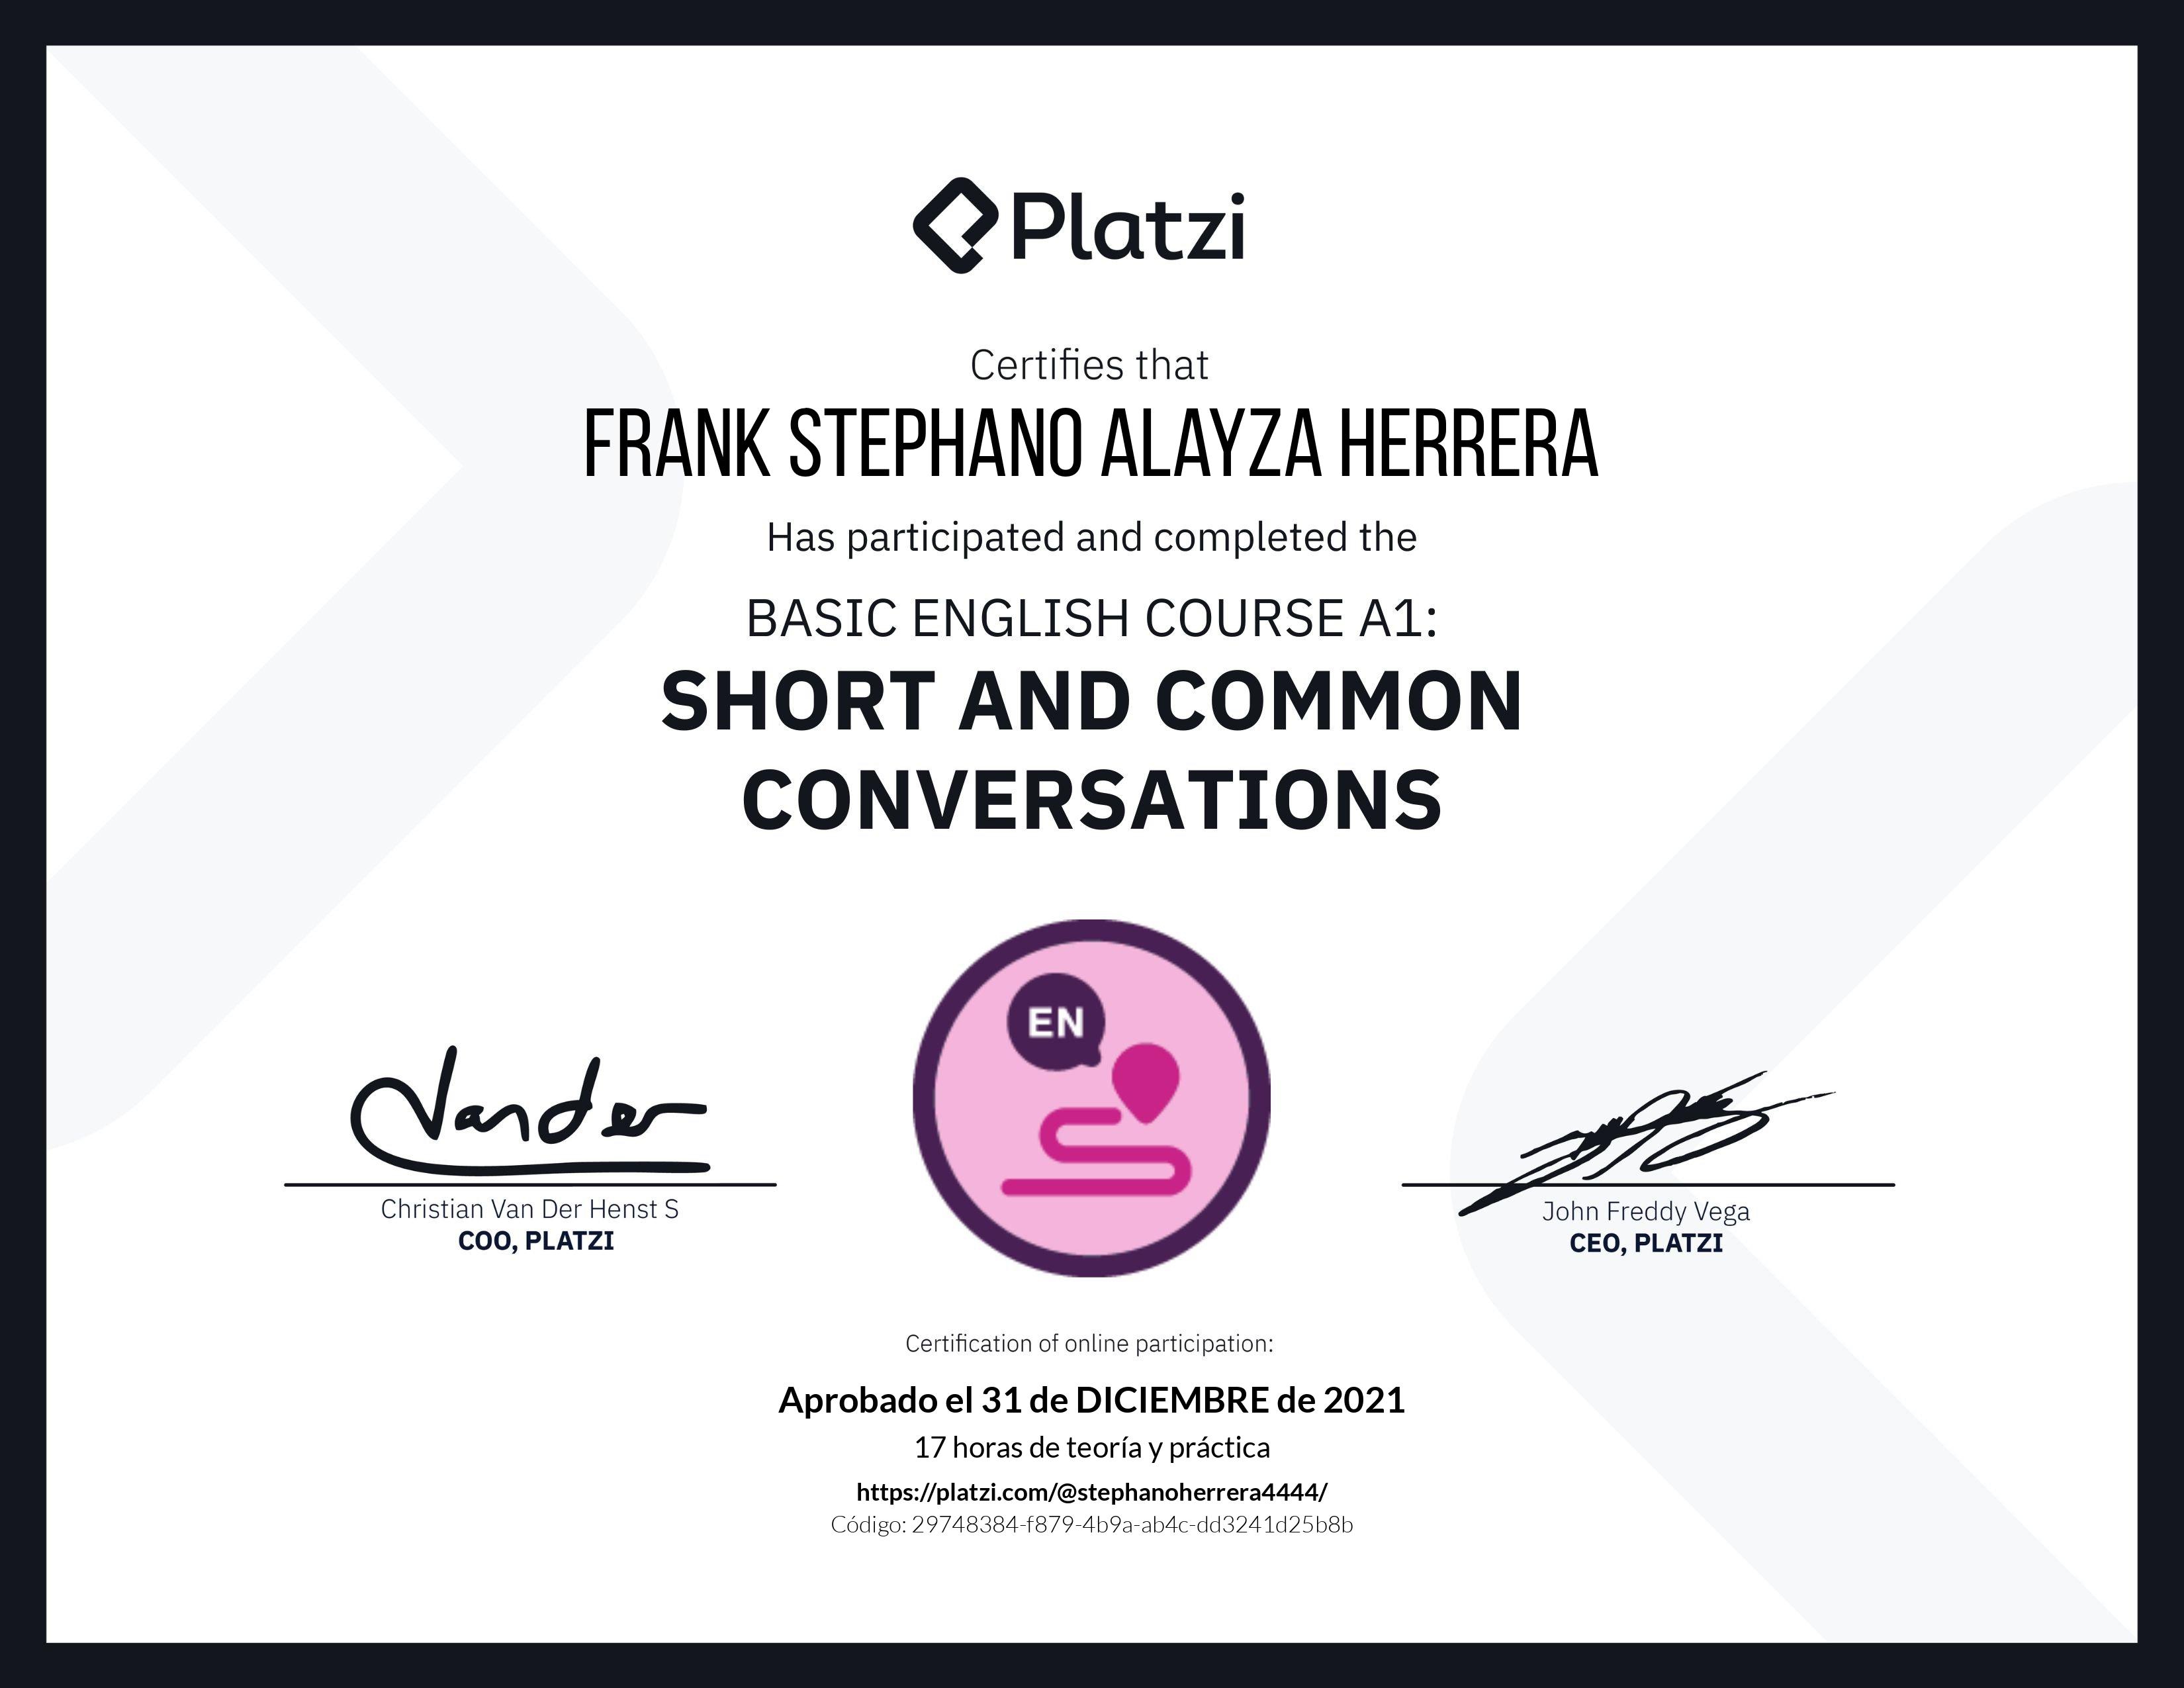 Platzi
Certifies that
FRANK STEPHANO ALAYZA HERRERA
Has participated and completed the
BASIC ENGLISH COURSE A1:
SHORT AND COMMON
CONVERSATIONS
EN
Vander
Christian Van Der Henst S
COO, PLATZI
John Freddy Vega
CEO, PLATZI
Certification of online participation:
Aprobado el 31 de DICIEMBRE de 2021
17 horas de teoría y práctica
https://platzi.com/@stephanoherrera4444/
Código: 29748384-f879-4b9a-ab4c-dd3241d25b8b